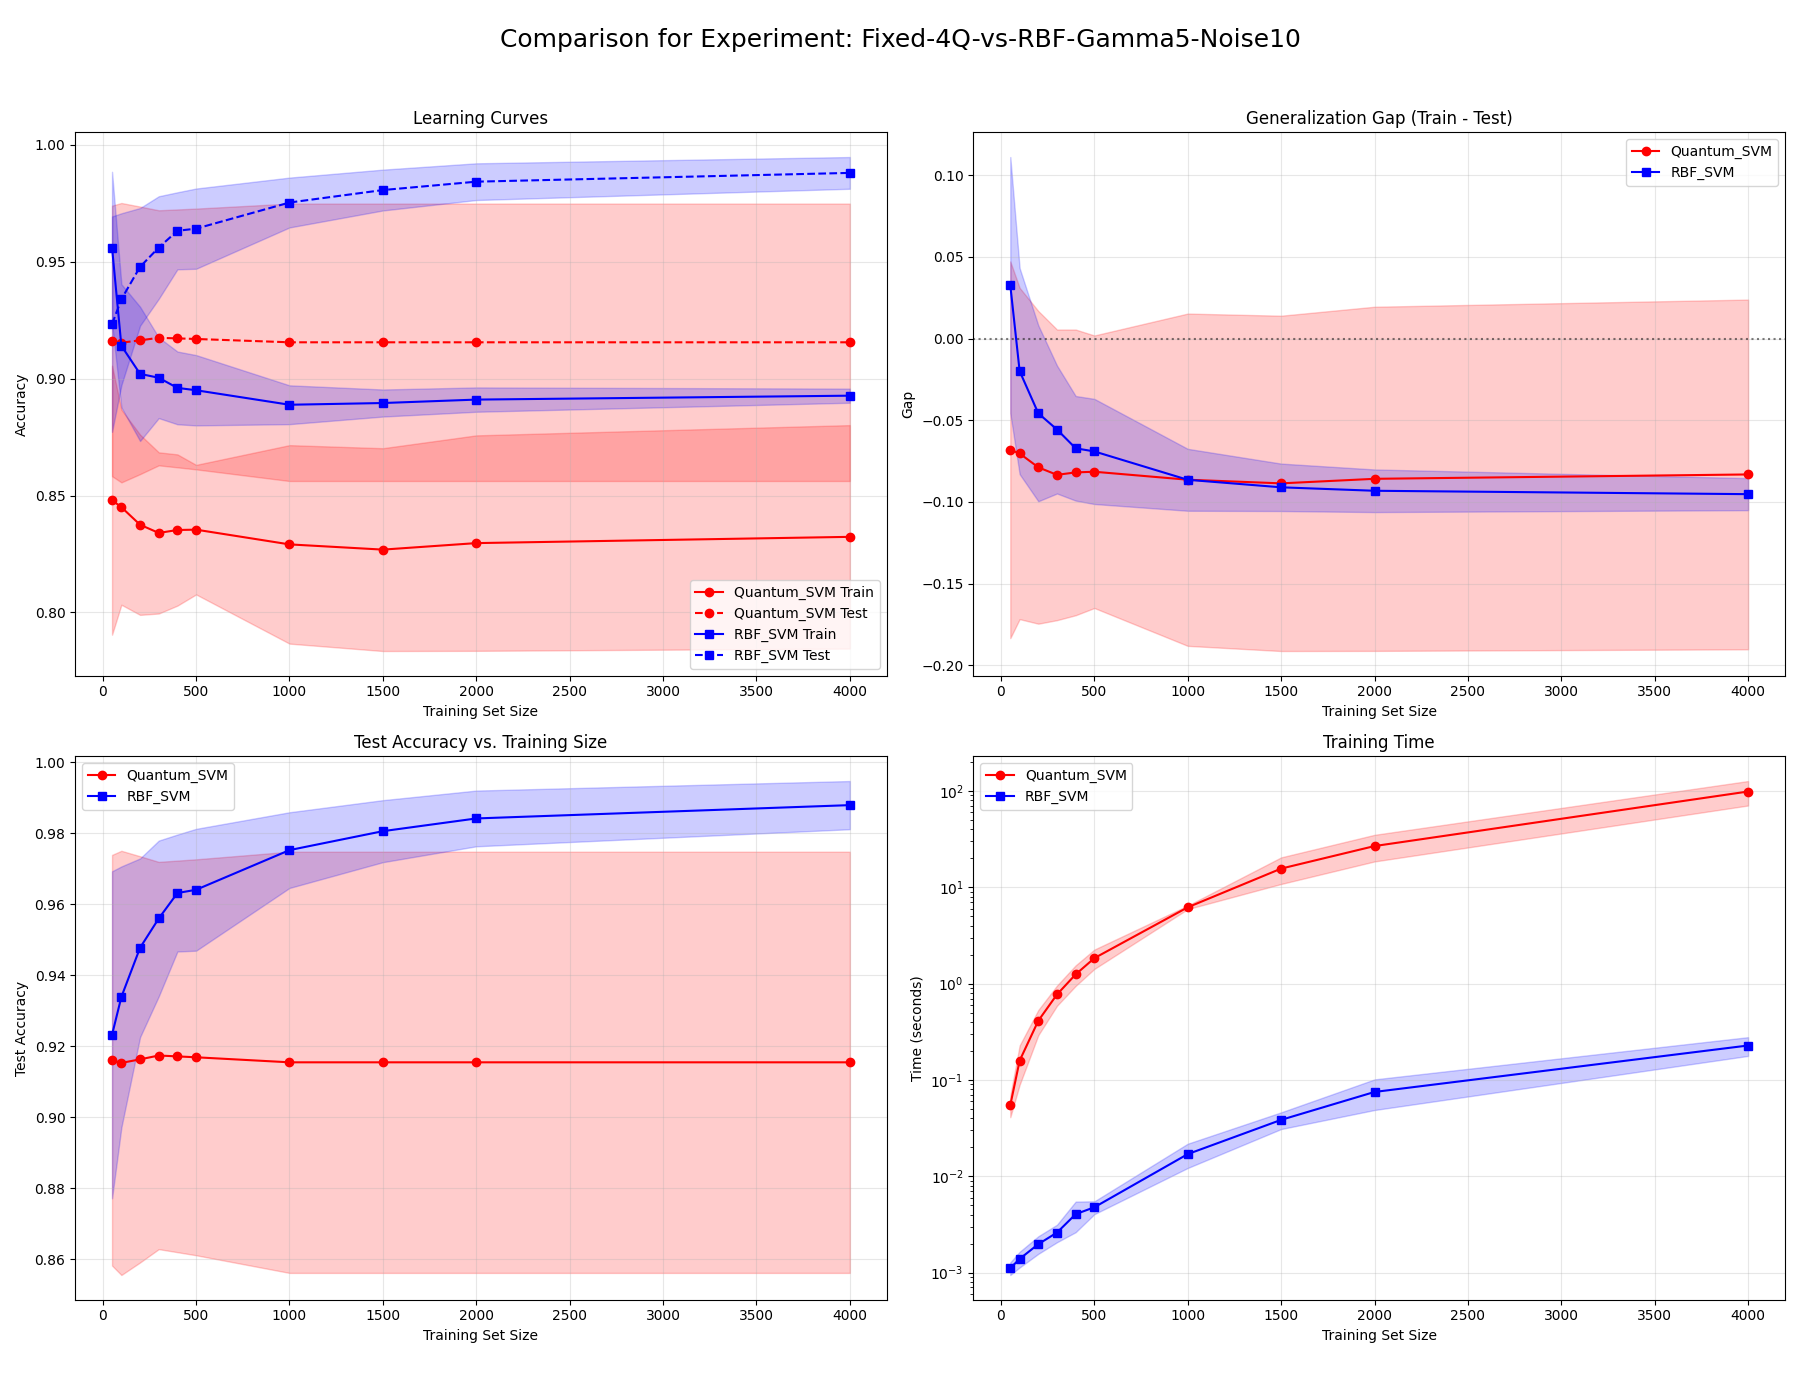 Comparison for Experiment: Fixed-4Q-vs-RBF-Gamma5-Noise10
Learning Curves
Accuracy
1.00
0.95
0.90
0.85
0.80
Quantum_SVM Train
Quantum_SVM Test
RBF_SVM Train
RBF_SVM Test
0 500 1000 1500 2000 2500 3000 3500 4000
Training Set Size
Generalization Gap (Train - Test)
Gap
0.10
0.05
0.00
−0.05
−0.10
−0.15
−0.20
Quantum_SVM
RBF_SVM
0 500 1000 1500 2000 2500 3000 3500 4000
Training Set Size
Test Accuracy vs. Training Size
Test Accuracy
1.00
0.98
0.96
0.94
0.92
0.90
0.88
0.86
Quantum_SVM
RBF_SVM
0 500 1000 1500 2000 2500 3000 3500 4000
Training Set Size
Training Time
Time (seconds)
10²
10¹
10⁰
10⁻¹
10⁻²
10⁻³
Quantum_SVM
RBF_SVM
0 500 1000 1500 2000 2500 3000 3500 4000
Training Set Size